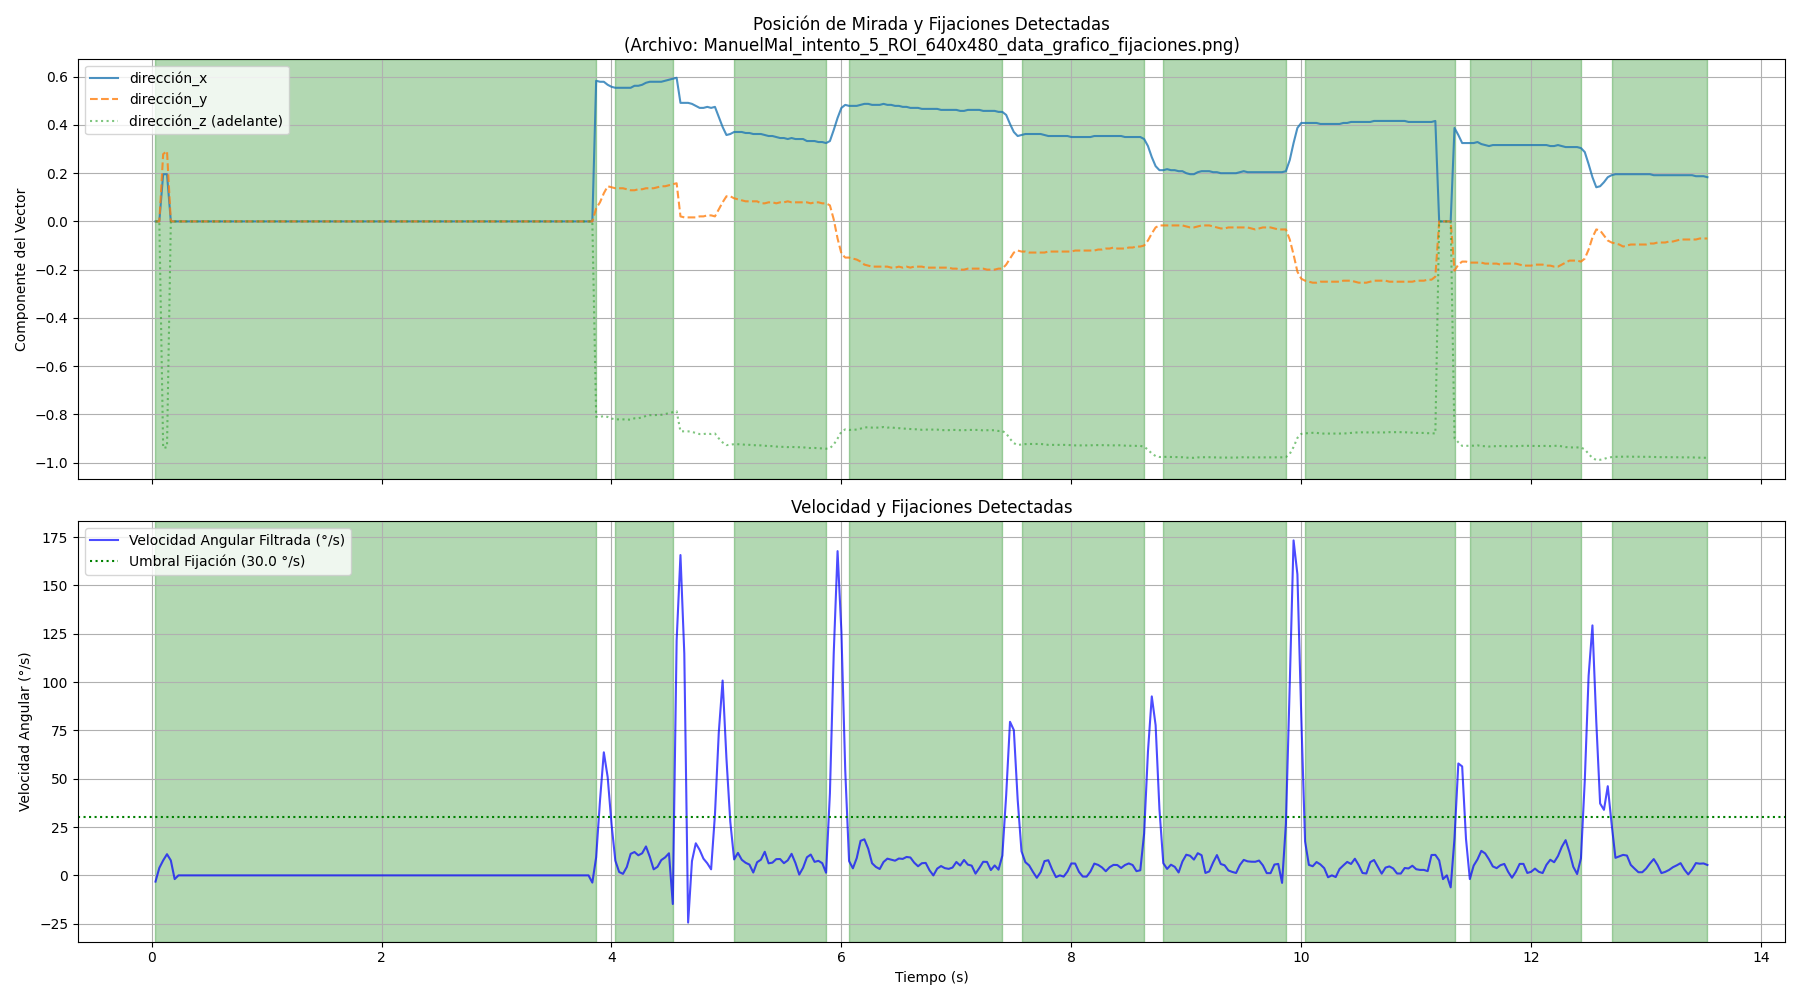 Posición de Mirada y Fijaciones Detectadas
(Archivo: ManuelMal_intento_5_ROI_640x480_data_grafico_fijaciones.png)
dirección_x
dirección_y
dirección_z (adelante)
Componente del Vector
0.6
0.4
0.2
0.0
−0.2
−0.4
−0.6
−0.8
−1.0
Velocidad y Fijaciones Detectadas
Velocidad Angular Filtrada (°/s)
Umbral Fijación (30.0 °/s)
Velocidad Angular (°/s)
175
150
125
100
75
50
25
0
−25
0 2 4 6 8 10 12 14
Tiempo (s)